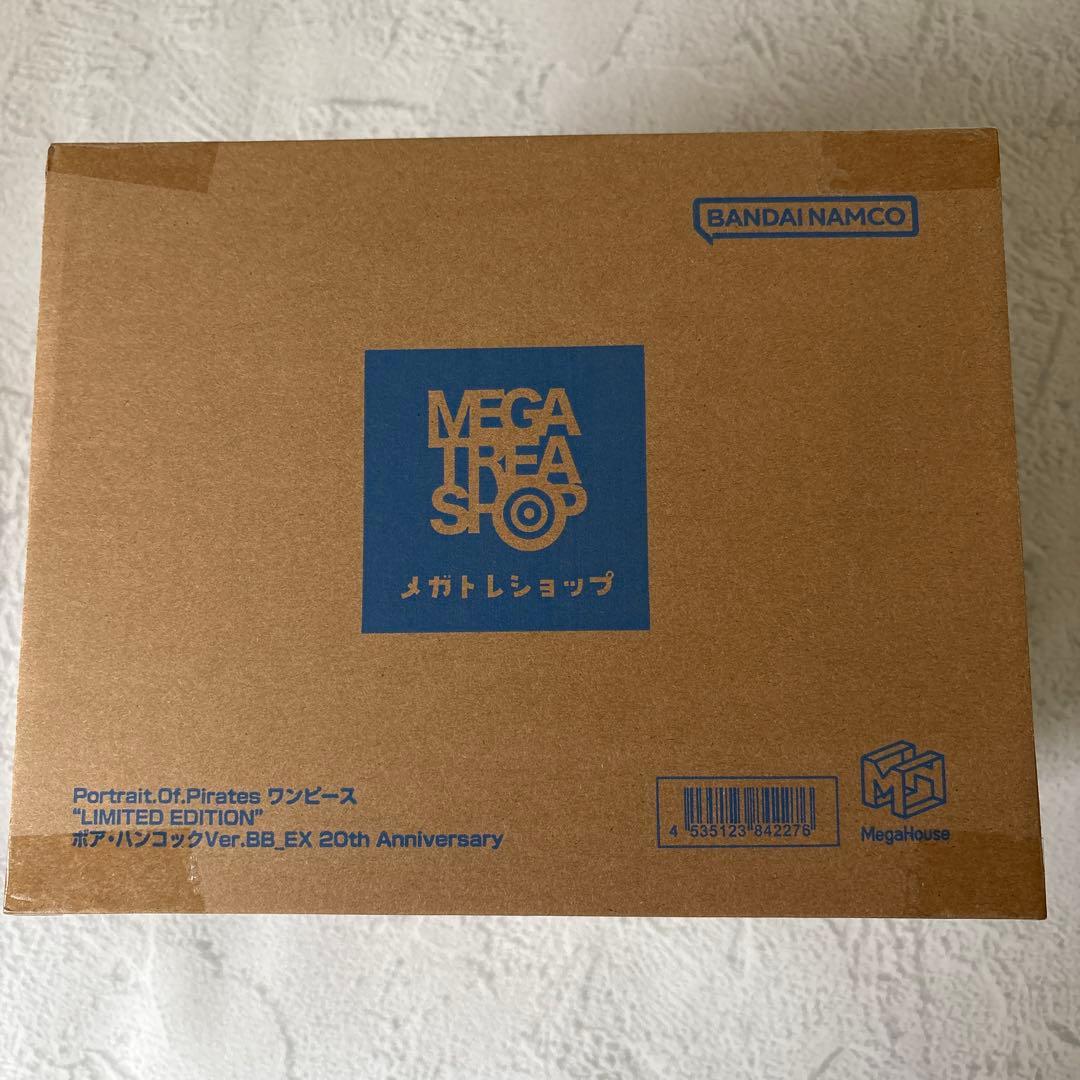 BANDAI NAMCO
MEGA
TREA
SHOP
メガトレショップ
Portrait.Of.Pirates ワンピース
“LIMITED EDITION”
ボア・ハンコックVer.BB_EX 20th Anniversary
4 535123 842276
MegaHouse